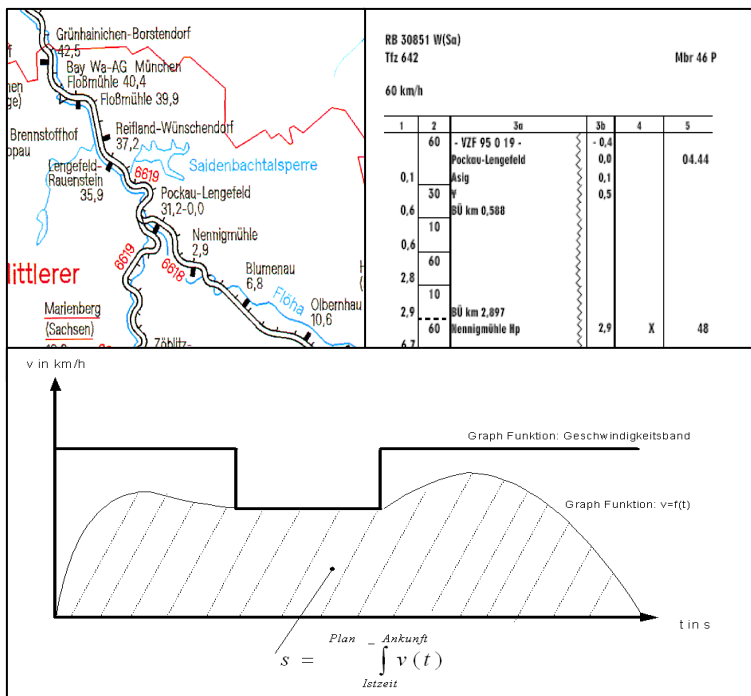 Grünhainichen-Borstendorf
42,5
Bay Wa-AG München
Floßmühle 40,4
Floßmühle 39,9
Brennstoffhof
Reifland-Wünschendorf
37,2
Saidenbachtalsperre
Lengefeld-
Rauenstein
35,9
6619
Pockau-Lengefeld
31,2-0,0
Nennigmühle
2,9
6619
6618
Blumenau
6,8
Flöha
Olbernhau
10,6
littlerer
Marienberg
(Sachsen)
Zöblitz-
RB 30851 W(Sa)
Tfz 642 Mbr 46 P
60 km/h
1 2 3a 3b 4 5
60 - VZF 95 0 19 - - 0,4
Pockau-Lengefeld 0,0 04.44
0,1 Asig 0,1
30 ¥ 0,5
0,6 BÜ km 0,588
10
0,6
60
2,8
10
2,9 BÜ km 2,897
60 Nennigmühle Hp 2,9 X 48
6,7
v in km/h
Graph Funktion: Geschwindigkeitsband
Graph Funktion: v=f(t)
t in s
Plan - Ankunft
s = ∫ v (t)
Istzeit